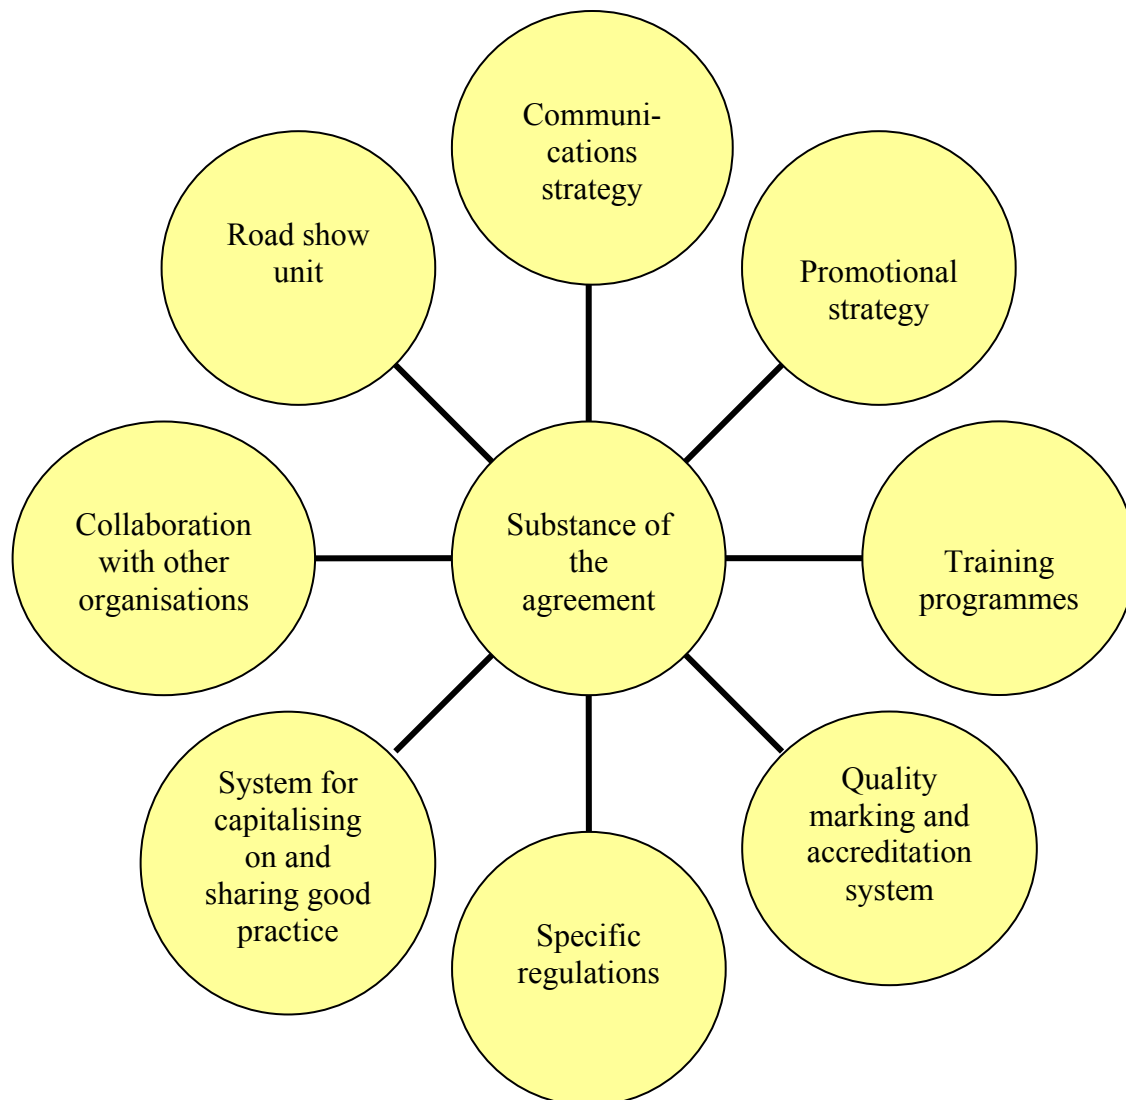 Communi-
cations
strategy
Road show
unit
Promotional
strategy
Collaboration
with other
organisations
Substance of
the
agreement
Training
programmes
System for
capitalising
on and
sharing good
practice
Quality
marking and
accreditation
system
Specific
regulations